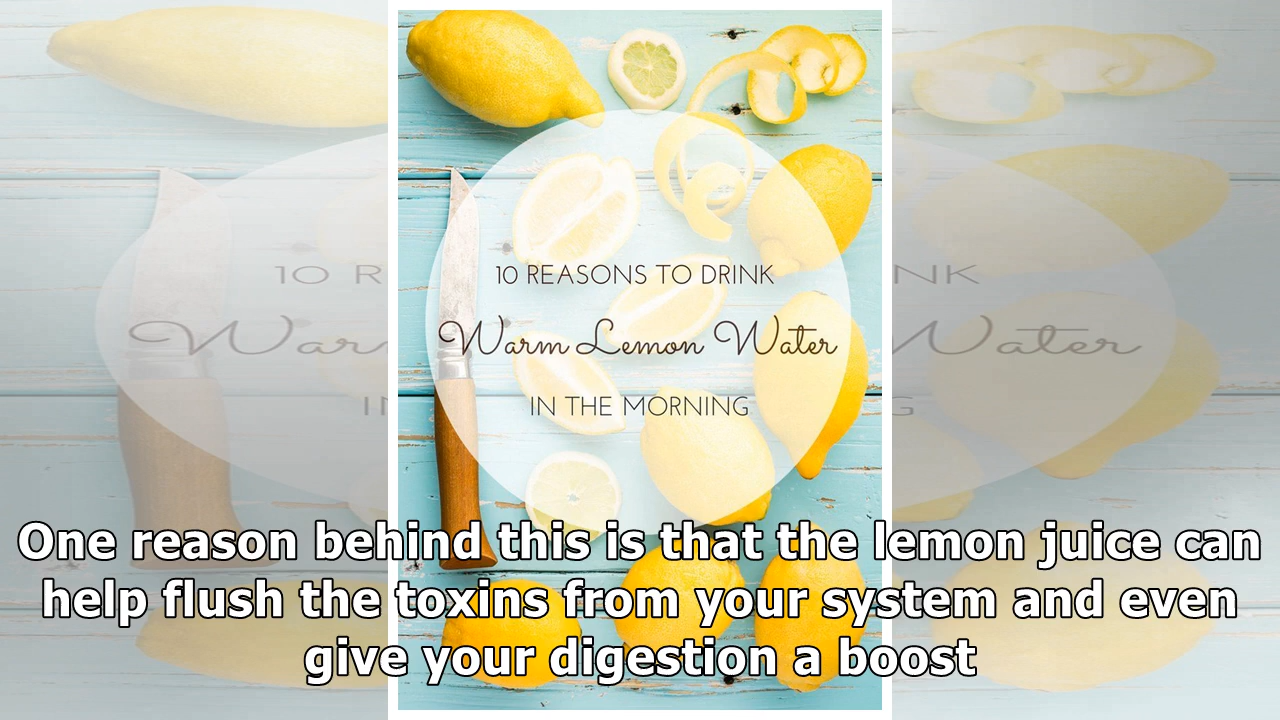 10 REASONS TO DRINK
Warm Lemon Water
IN THE MORNING
One reason behind this is that the lemon juice can
help flush the toxins from your system and even
give your digestion a boost